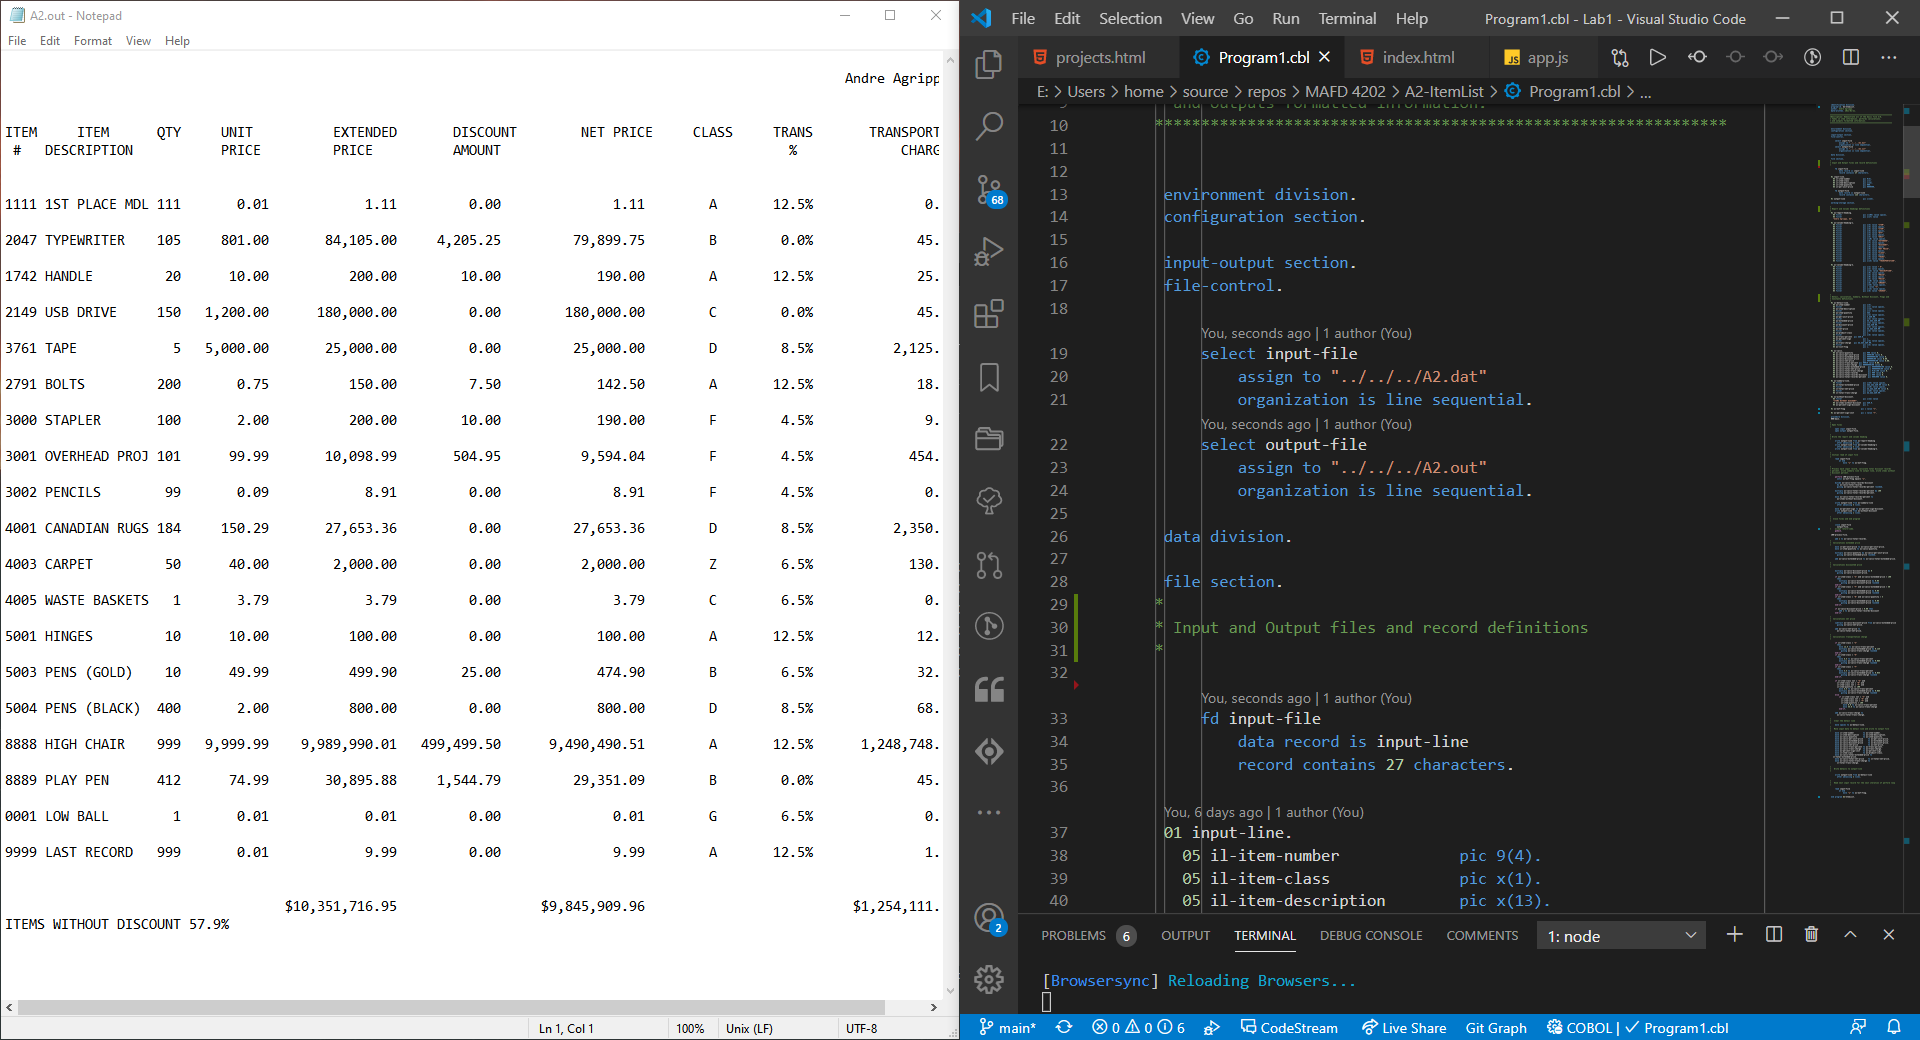 A2.out - Notepad
File Edit Format View Help
Andre Agripp
ITEM ITEM QTY UNIT EXTENDED DISCOUNT NET PRICE CLASS TRANS TRANSPORT
# DESCRIPTION PRICE PRICE AMOUNT % CHARG
1111 1ST PLACE MDL 111 0.01 1.11 0.00 1.11 A 12.5% 0.
2047 TYPEWRITER 105 801.00 84,105.00 4,205.25 79,899.75 B 0.0% 45.
1742 HANDLE 20 10.00 200.00 10.00 190.00 A 12.5% 25.
2149 USB DRIVE 150 1,200.00 180,000.00 0.00 180,000.00 C 0.0% 45.
3761 TAPE 5 5,000.00 25,000.00 0.00 25,000.00 D 8.5% 2,125.
2791 BOLTS 200 0.75 150.00 7.50 142.50 A 12.5% 18.
3000 STAPLER 100 2.00 200.00 10.00 190.00 F 4.5% 9.
3001 OVERHEAD PROJ 101 99.99 10,098.99 504.95 9,594.04 F 4.5% 454.
3002 PENCILS 99 0.09 8.91 0.00 8.91 F 4.5% 0.
4001 CANADIAN RUGS 184 150.29 27,653.36 0.00 27,653.36 D 8.5% 2,350.
4003 CARPET 50 40.00 2,000.00 0.00 2,000.00 Z 6.5% 130.
4005 WASTE BASKETS 1 3.79 3.79 0.00 3.79 C 6.5% 0.
5001 HINGES 10 10.00 100.00 0.00 100.00 A 12.5% 12.
5003 PENS (GOLD) 10 49.99 499.90 25.00 474.90 B 6.5% 32.
5004 PENS (BLACK) 400 2.00 800.00 0.00 800.00 D 8.5% 68.
8888 HIGH CHAIR 999 9,999.99 9,989,990.01 499,499.50 9,490,490.51 A 12.5% 1,248,748.
8889 PLAY PEN 412 74.99 30,895.88 1,544.79 29,351.09 B 0.0% 45.
0001 LOW BALL 1 0.01 0.01 0.00 0.01 G 6.5% 0.
9999 LAST RECORD 999 0.01 9.99 0.00 9.99 A 12.5% 1.
$10,351,716.95 $9,845,909.96 $1,254,111.
ITEMS WITHOUT DISCOUNT 57.9%
Ln 1, Col 1 100% Unix (LF) UTF-8
File Edit Selection View Go Run Terminal Help Program1.cbl - Lab1 - Visual Studio Code
projects.html Program1.cbl index.html JS app.js
E: > Users > home > source > repos > MAFD 4202 > A2-ItemList > Program1.cbl > ...
and outputs formatted information.
10 **************************************************************
11
12
13 environment division.
14 configuration section.
15
16 input-output section.
17 file-control.
18
You, seconds ago | 1 author (You)
19 select input-file
20 assign to "../../../A2.dat"
21 organization is line sequential.
You, seconds ago | 1 author (You)
22 select output-file
23 assign to "../../../A2.out"
24 organization is line sequential.
25
26 data division.
27
28 file section.
29 *
30 * Input and Output files and record definitions
31 *
32
You, seconds ago | 1 author (You)
33 fd input-file
34 data record is input-line
35 record contains 27 characters.
36
You, 6 days ago | 1 author (You)
37 01 input-line.
38 05 il-item-number pic 9(4).
39 05 il-item-class pic x(1).
40 05 il-item-description pic x(13).
68
2
PROBLEMS 6 OUTPUT TERMINAL DEBUG CONSOLE COMMENTS 1: node
[Browsersync] Reloading Browsers...
main* 0 0 6 CodeStream Live Share Git Graph COBOL | Program1.cbl